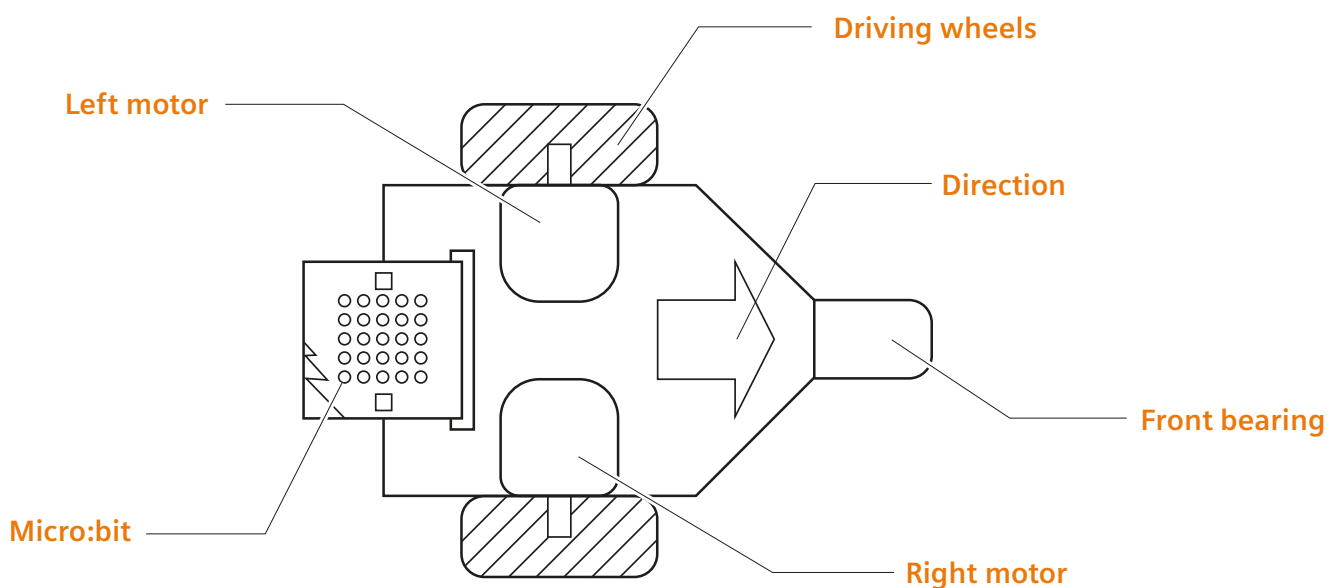 Driving wheels
Left motor
Direction
Front bearing
Micro:bit
Right motor